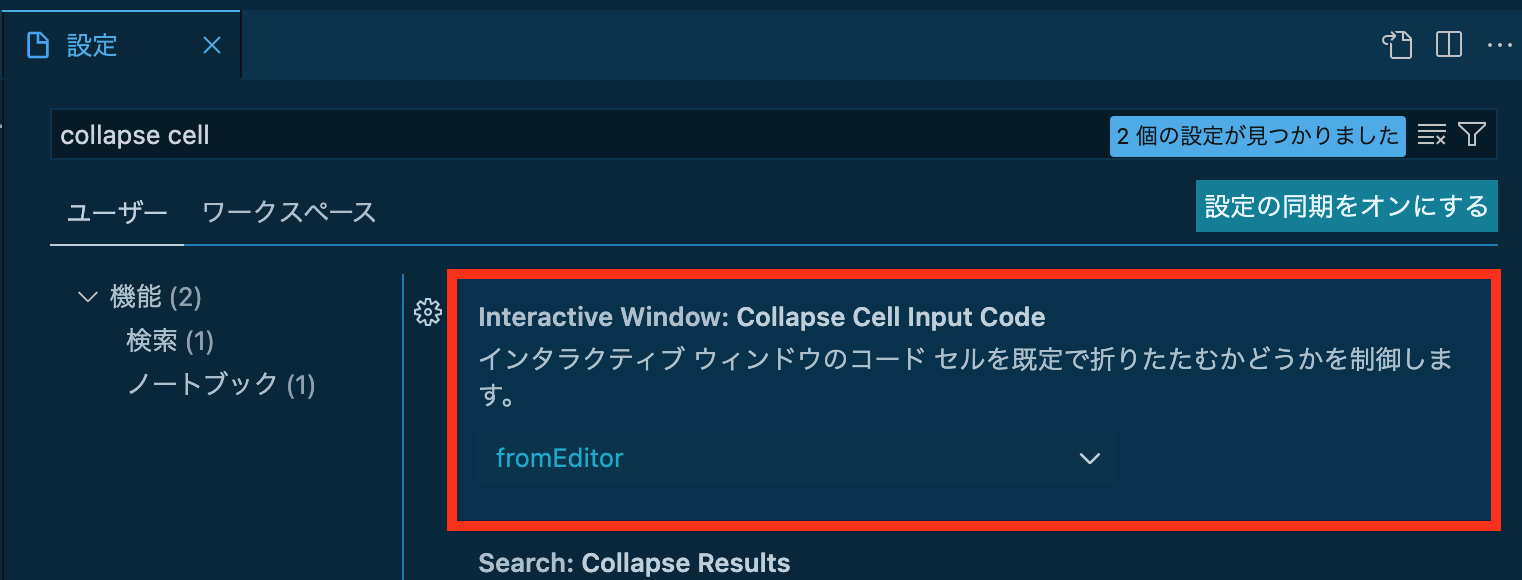 設定
collapse cell
2 個の設定が見つかりました
ユーザー ワークスペース
設定の同期をオンにする
機能 (2)
検索 (1)
ノートブック (1)
Interactive Window: Collapse Cell Input Code
インタラクティブ ウィンドウのコード セルを既定で折りたたむかどうかを制御しま
す。
fromEditor
Search: Collapse Results